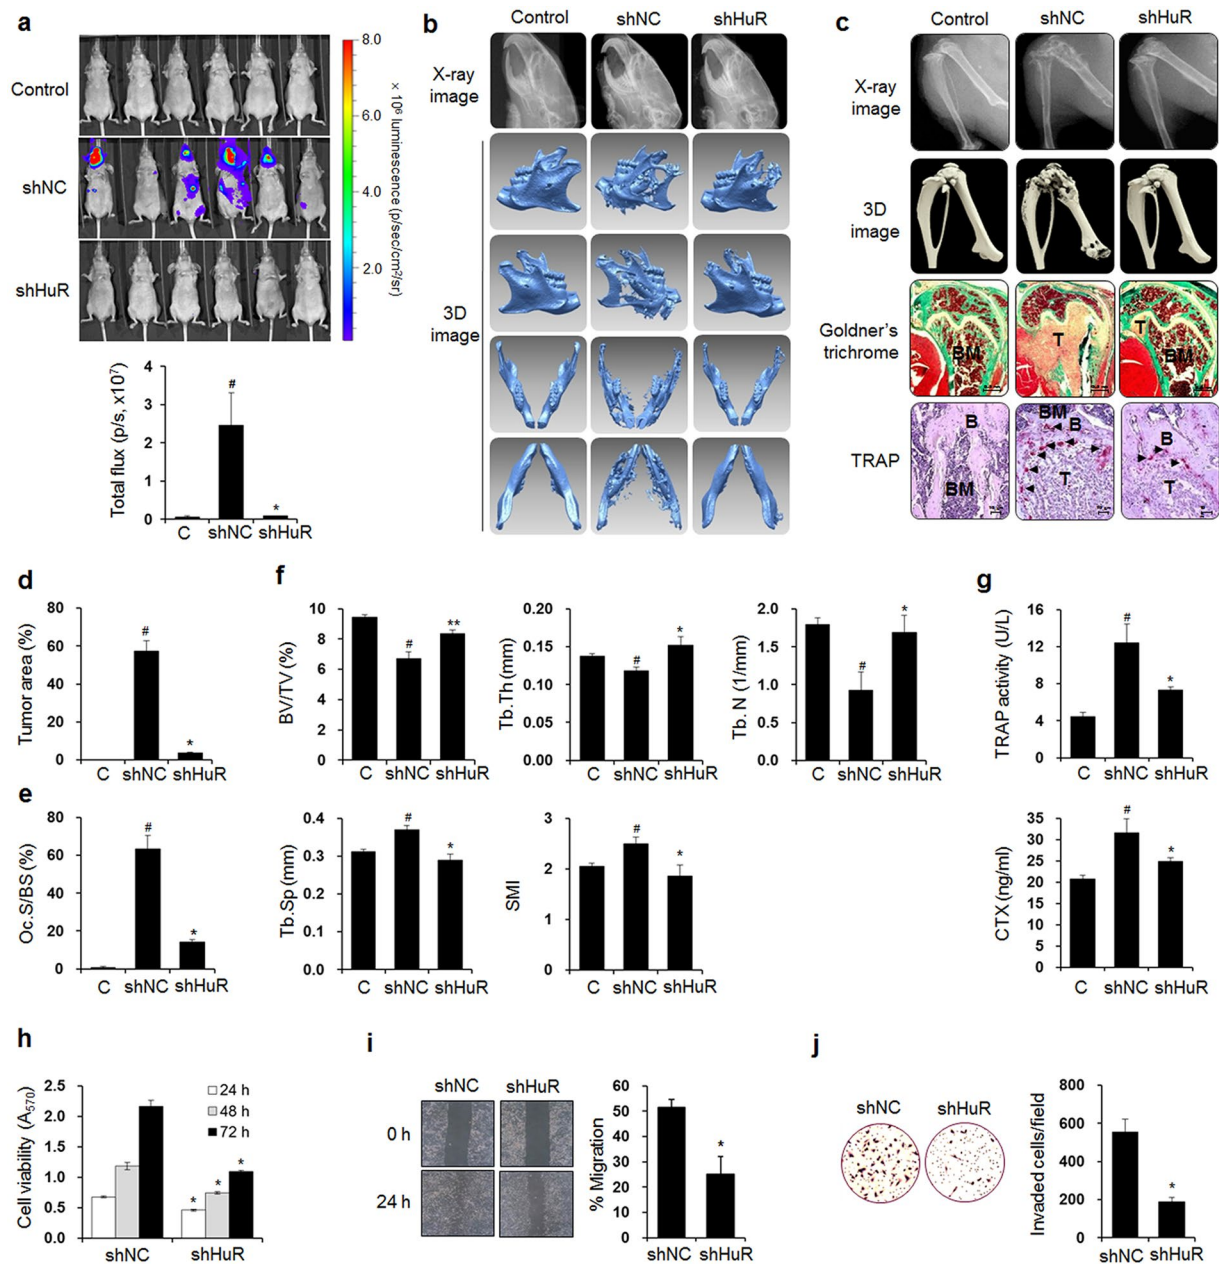 a
Control
shNC
shHuR
8.0
6.0
4.0
2.0
× 10⁶ luminescence (p/sec/cm²/sr)
Total flux (p/s, x10⁷)
4
3
2
1
0
#
*
C shNC shHuR
b
Control shNC shHuR
X-ray
image
3D
image
c
Control shNC shHuR
X-ray
image
3D
image
Goldner's
trichrome
BM
T
T
BM
TRAP
B
BM
BM
B
T
B
T
d
Tumor area (%)
80
60
40
20
0
#
*
C shNC shHuR
e
Oc.S/BS (%)
80
60
40
20
0
#
*
C shNC shHuR
f
BV/TV (%)
10
8
6
4
2
0
#
**
C shNC shHuR
Tb.Th (mm)
0.20
0.15
0.10
0.05
0.00
#
*
C shNC shHuR
Tb. N (1/mm)
2.0
1.5
1.0
0.5
0.0
#
*
C shNC shHuR
Tb.Sp (mm)
0.4
0.3
0.2
0.1
0.0
#
*
C shNC shHuR
SMI
3
2
1
0
#
*
C shNC shHuR
g
TRAP activity (U/L)
16
12
8
4
0
#
*
C shNC shHuR
CTX (ng/ml)
35
30
25
20
15
10
5
0
#
*
C shNC shHuR
h
Cell viability (A₅₇₀)
2.5
2.0
1.5
1.0
0.5
0.0
24 h
48 h
72 h
* * *
shNC shHuR
i
shNC shHuR
0 h
24 h
% Migration
60
50
40
30
20
10
0
*
shNC shHuR
j
shNC shHuR
Invaded cells/field
800
600
400
200
0
*
shNC shHuR